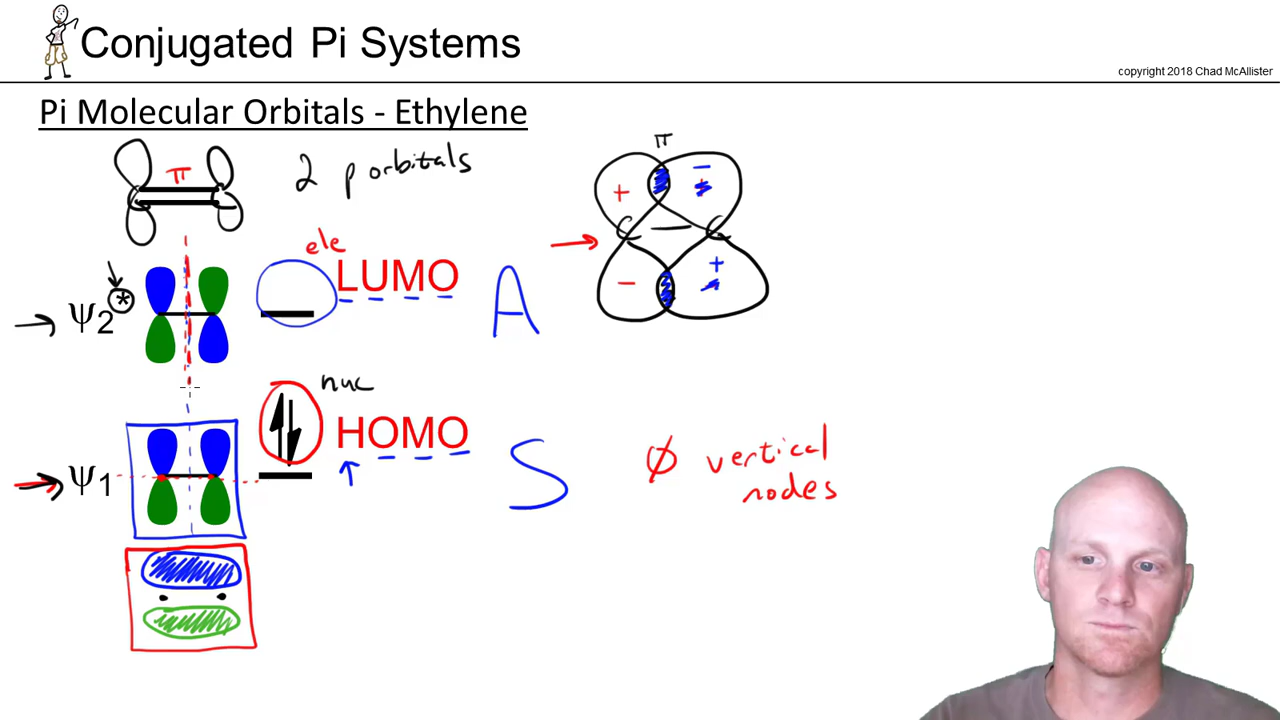 Conjugated Pi Systems
copyright 2018 Chad McAllister
Pi Molecular Orbitals - Ethylene
π
2 p orbitals
π
+ -
C — C
- +
ele
LUMO
A
ψ2*
nuc
HOMO
S
ψ1
∅ vertical
nodes